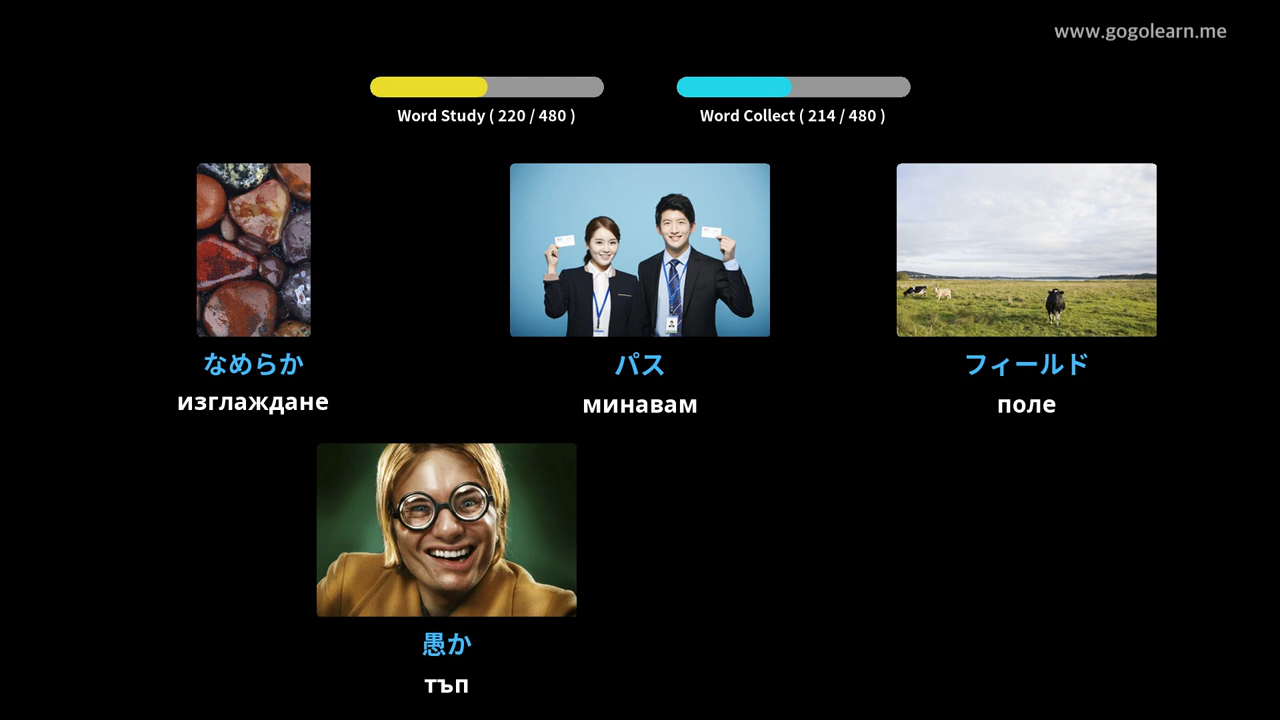 www.gogolearn.me
Word Study ( 220 / 480 )
Word Collect ( 214 / 480 )
なめらか
изглаждане
パス
минавам
フィールド
поле
愚か
тъп